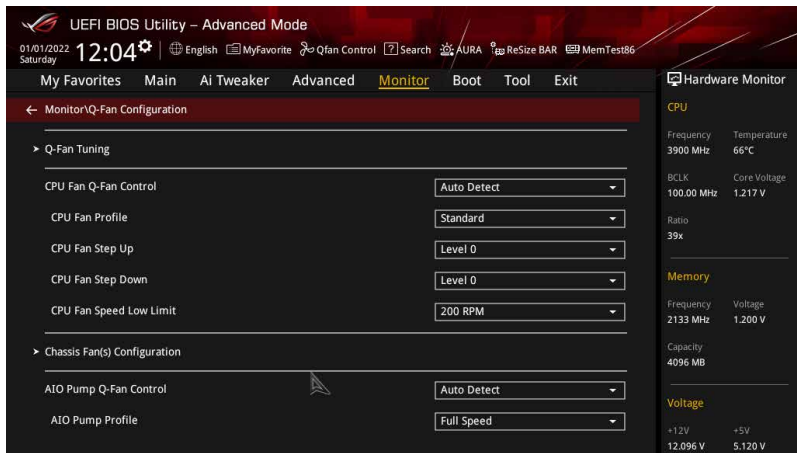 UEFI BIOS Utility – Advanced Mode
01/01/2022 Saturday 12:04 English MyFavorite Qfan Control ? Search AURA ReSize BAR MemTest86
My Favorites Main Ai Tweaker Advanced Monitor Boot Tool Exit
Hardware Monitor
← Monitor\Q-Fan Configuration
> Q-Fan Tuning
CPU Fan Q-Fan Control Auto Detect
CPU Fan Profile Standard
CPU Fan Step Up Level 0
CPU Fan Step Down Level 0
CPU Fan Speed Low Limit 200 RPM
> Chassis Fan(s) Configuration
AIO Pump Q-Fan Control Auto Detect
AIO Pump Profile Full Speed
CPU
Frequency Temperature
3900 MHz 66°C
BCLK Core Voltage
100.00 MHz 1.217 V
Ratio
39x
Memory
Frequency Voltage
2133 MHz 1.200 V
Capacity
4096 MB
Voltage
+12V +5V
12.096 V 5.120 V